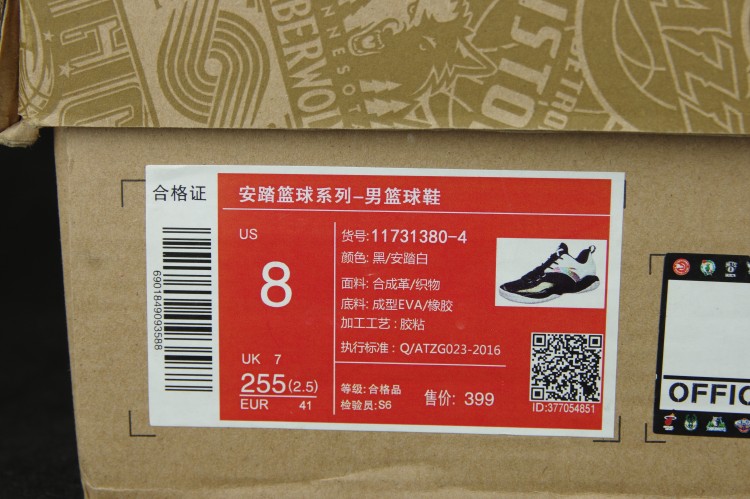 MINNESOTA
合格证
6901849093588
安踏篮球系列-男篮球鞋
US
8
UK 7
255(2.5)
EUR 41
货号: 11731380-4
颜色: 黑/安踏白
面料: 合成革/织物
底料: 成型EVA/橡胶
加工工艺: 胶粘
执行标准: Q/ATZG023-2016
等级: 合格品
检验员: S6
售价: 399
ID:377054851
DETROIT
OFFIC